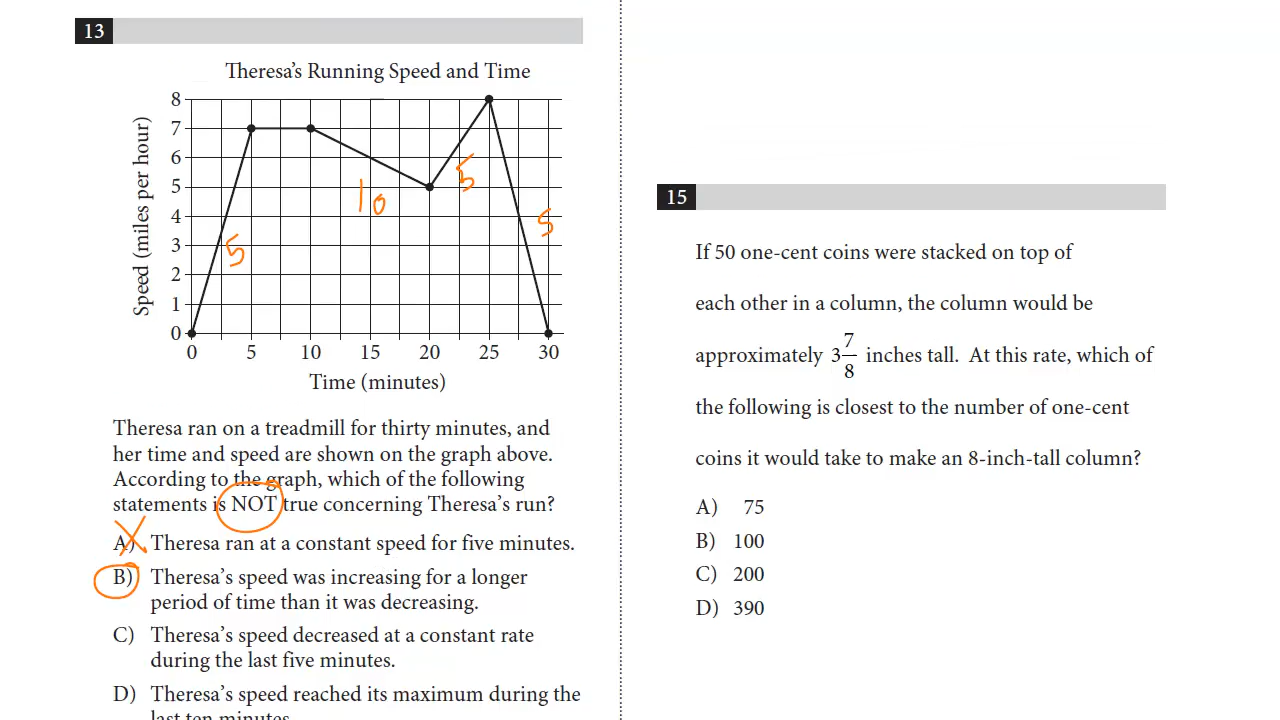 13
Theresa's Running Speed and Time
8
7
6
5
4
3
2
1
0
Speed (miles per hour)
5
10
5
5
0 5 10 15 20 25 30
Time (minutes)
Theresa ran on a treadmill for thirty minutes, and
her time and speed are shown on the graph above.
According to the graph, which of the following
statements is NOT true concerning Theresa's run?
A) Theresa ran at a constant speed for five minutes.
B) Theresa's speed was increasing for a longer
period of time than it was decreasing.
C) Theresa's speed decreased at a constant rate
during the last five minutes.
D) Theresa's speed reached its maximum during the
last ten minutes.
15
If 50 one-cent coins were stacked on top of
each other in a column, the column would be
approximately 3 7/8 inches tall. At this rate, which of
the following is closest to the number of one-cent
coins it would take to make an 8-inch-tall column?
A) 75
B) 100
C) 200
D) 390